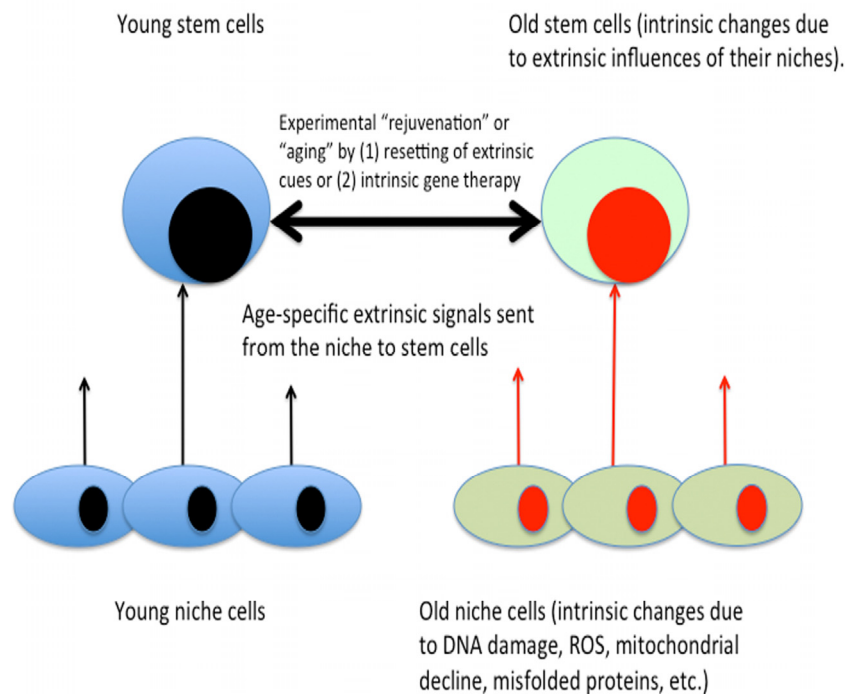 Young stem cells
Old stem cells (intrinsic changes due
to extrinsic influences of their niches).
Experimental “rejuvenation” or
“aging” by (1) resetting of extrinsic
cues or (2) intrinsic gene therapy
Age-specific extrinsic signals sent
from the niche to stem cells
Young niche cells
Old niche cells (intrinsic changes due
to DNA damage, ROS, mitochondrial
decline, misfolded proteins, etc.)